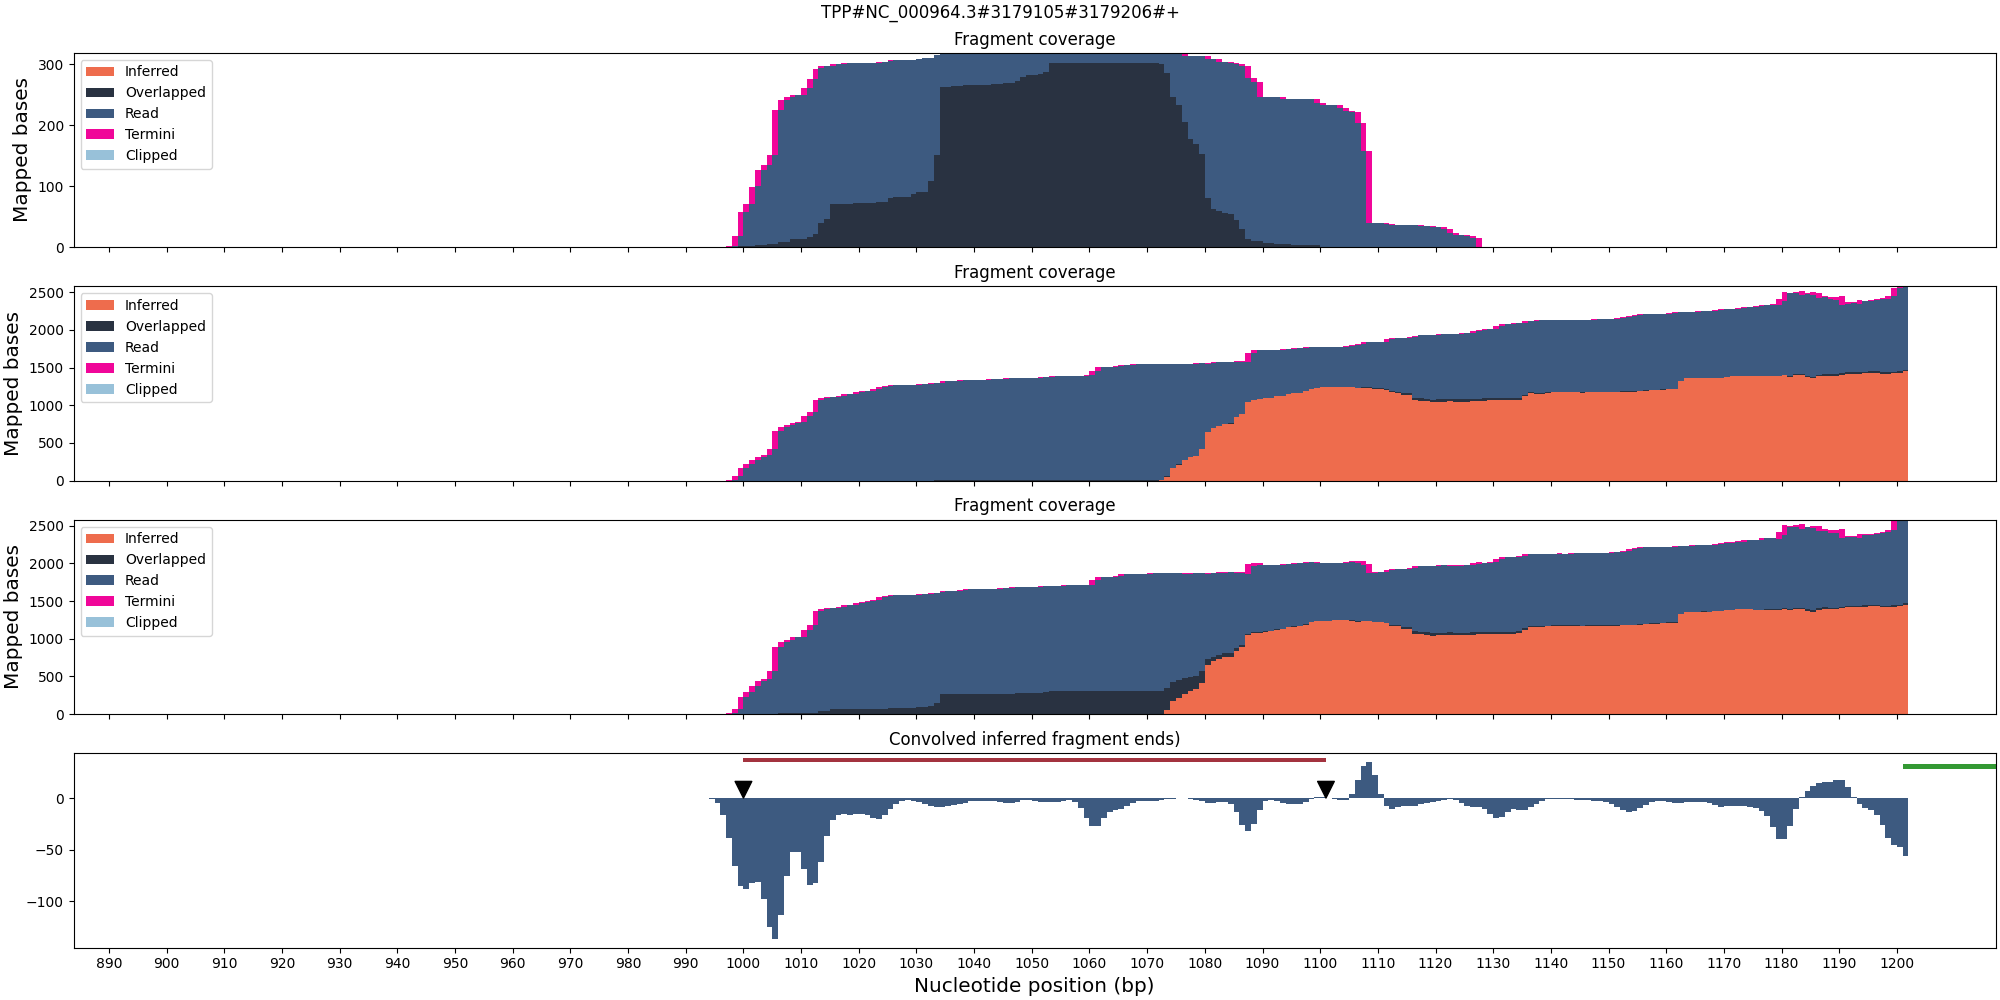 TPP#NC_000964.3#3179105#3179206#+
Fragment coverage
Mapped bases
300
200
100
0
Inferred
Overlapped
Read
Termini
Clipped
Fragment coverage
Mapped bases
2500
2000
1500
1000
500
0
Inferred
Overlapped
Read
Termini
Clipped
Fragment coverage
Mapped bases
2500
2000
1500
1000
500
0
Inferred
Overlapped
Read
Termini
Clipped
Convolved inferred fragment ends)
0
−50
−100
890 900 910 920 930 940 950 960 970 980 990 1000 1010 1020 1030 1040 1050 1060 1070 1080 1090 1100 1110 1120 1130 1140 1150 1160 1170 1180 1190 1200
Nucleotide position (bp)